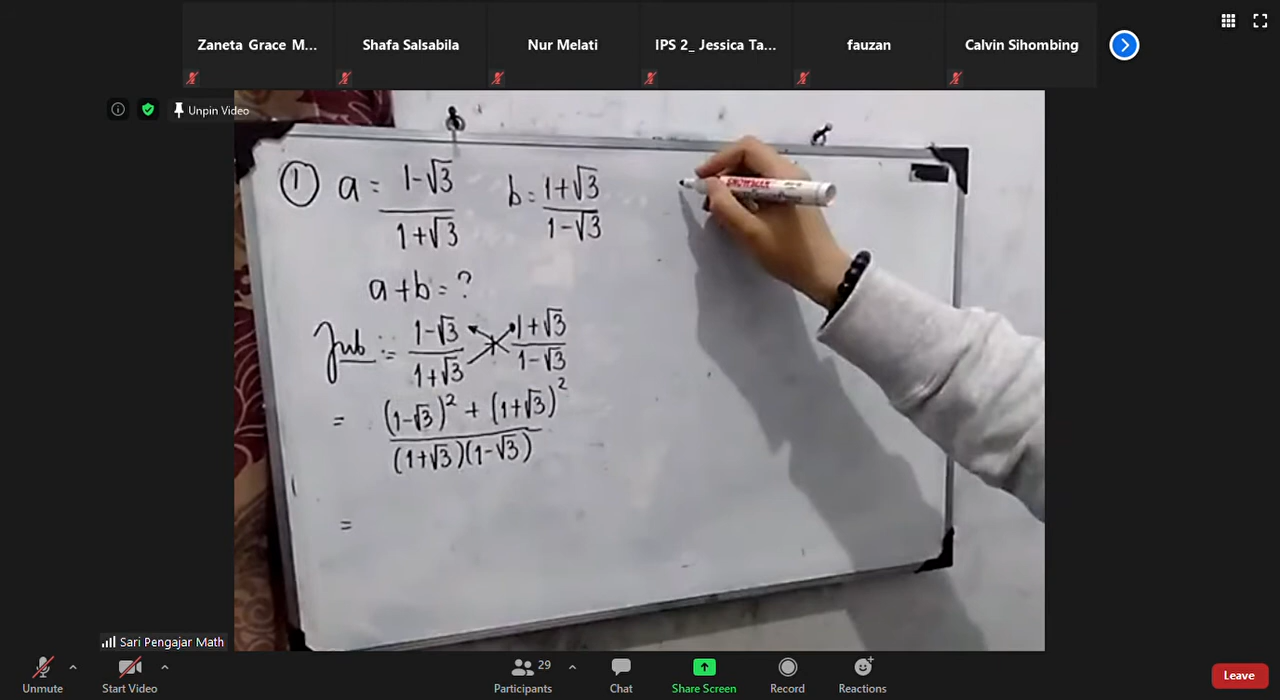 Zaneta Grace M...
Shafa Salsabila
Nur Melati
IPS 2_ Jessica Ta...
fauzan
Calvin Sihombing
Unpin Video
① a = (1-√3)/(1+√3) b = (1+√3)/(1-√3)
a+b = ?
Jwb := (1-√3)/(1+√3) + (1+√3)/(1-√3)
= ((1-√3)² + (1+√3)²)/((1+√3)(1-√3))
=
SNOWMAN
Sari Pengajar Math
Unmute
Start Video
29
Participants
Chat
Share Screen
Record
Reactions
Leave